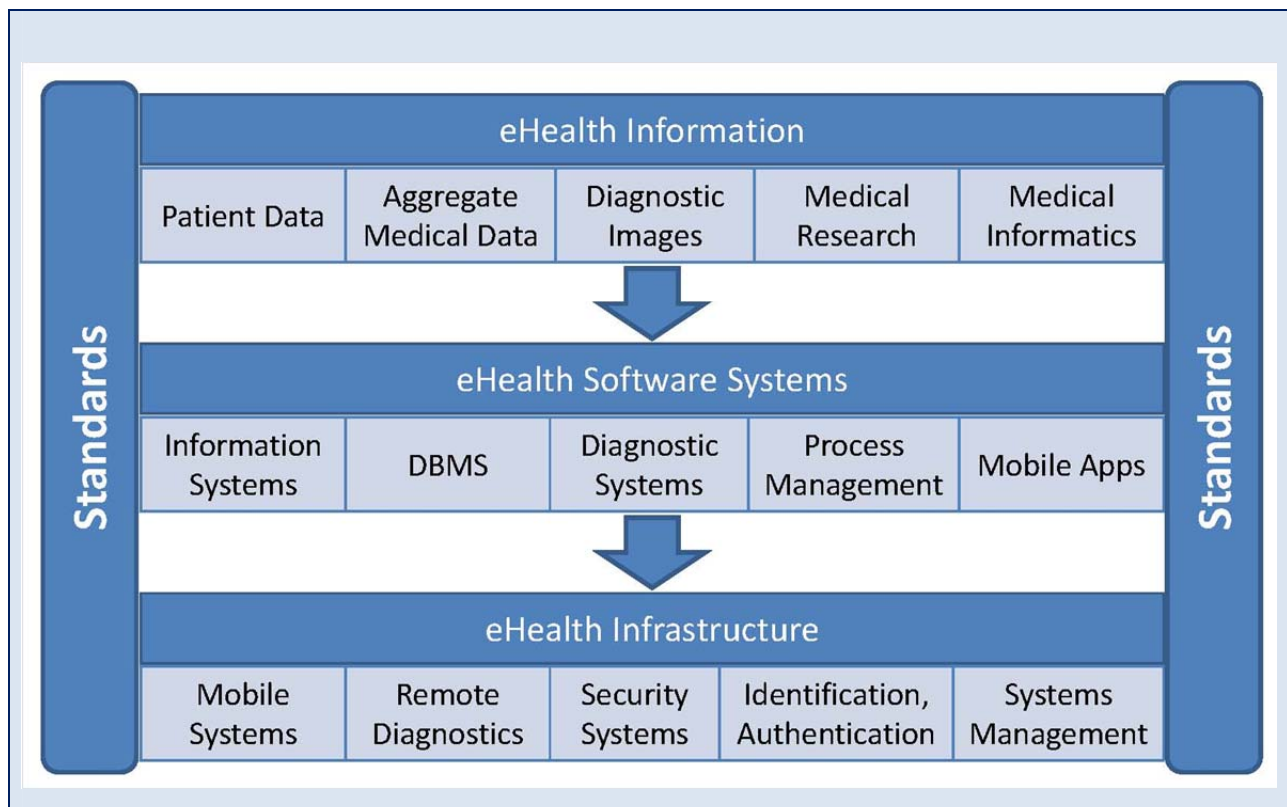 Standards
eHealth Information
Patient Data
Aggregate
Medical Data
Diagnostic
Images
Medical
Research
Medical
Informatics
eHealth Software Systems
Information
Systems
DBMS
Diagnostic
Systems
Process
Management
Mobile Apps
eHealth Infrastructure
Mobile
Systems
Remote
Diagnostics
Security
Systems
Identification,
Authentication
Systems
Management
Standards